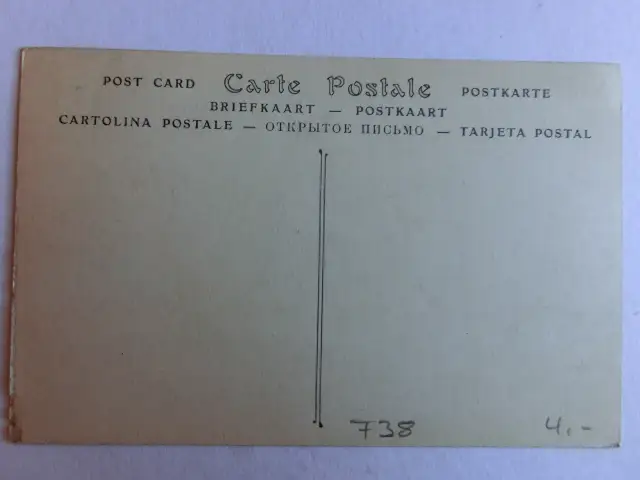 POST CARD Carte Postale POSTKARTE
BRIEFKAART — POSTKAART
CARTOLINA POSTALE — ОТКРЫТОЕ ПИСЬМО — TARJETA POSTAL
738 4.-